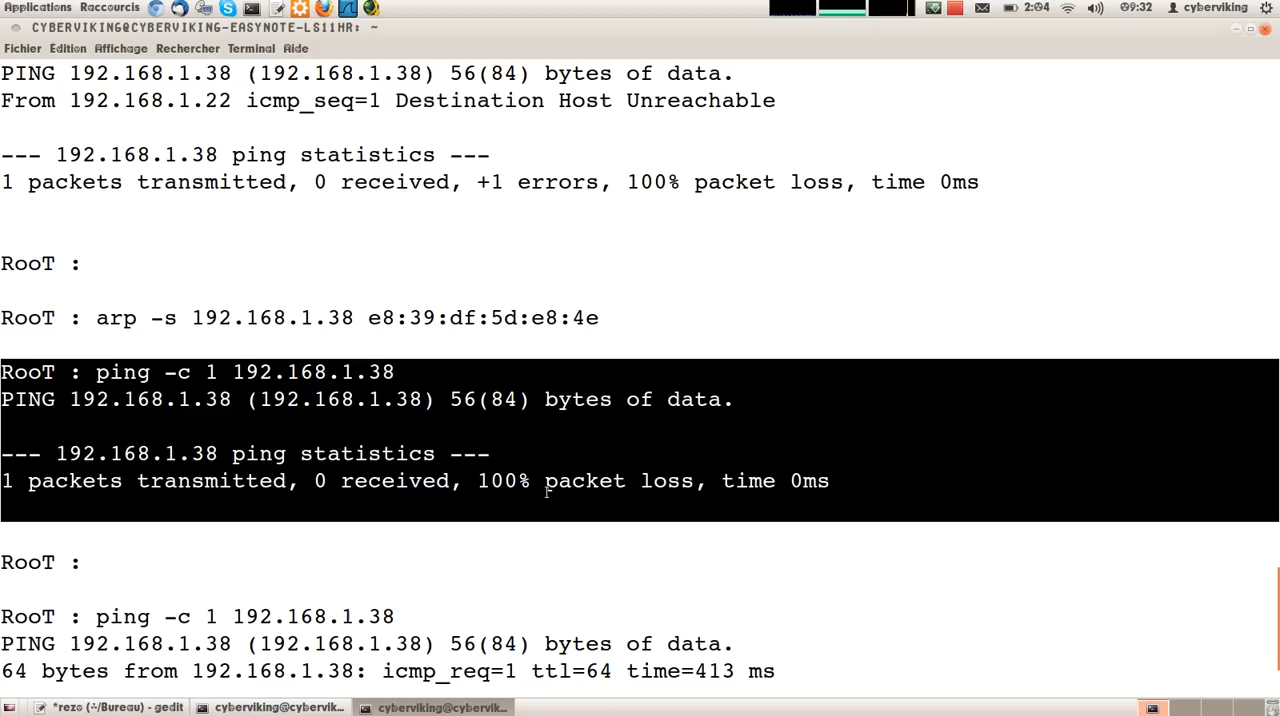 Applications Raccourcis 2:04 09:32 cyberviking
CYBERVIKING@CYBERVIKING-EASYNOTE-LS11HR: ~
Fichier Édition Affichage Rechercher Terminal Aide
PING 192.168.1.38 (192.168.1.38) 56(84) bytes of data.
From 192.168.1.22 icmp_seq=1 Destination Host Unreachable
--- 192.168.1.38 ping statistics ---
1 packets transmitted, 0 received, +1 errors, 100% packet loss, time 0ms
RooT :
RooT : arp -s 192.168.1.38 e8:39:df:5d:e8:4e
RooT : ping -c 1 192.168.1.38
PING 192.168.1.38 (192.168.1.38) 56(84) bytes of data.
--- 192.168.1.38 ping statistics ---
1 packets transmitted, 0 received, 100% packet loss, time 0ms
RooT :
RooT : ping -c 1 192.168.1.38
PING 192.168.1.38 (192.168.1.38) 56(84) bytes of data.
64 bytes from 192.168.1.38: icmp_req=1 ttl=64 time=413 ms
*rezo (~/Bureau) - gedit cyberviking@cybervik... cyberviking@cybervik...